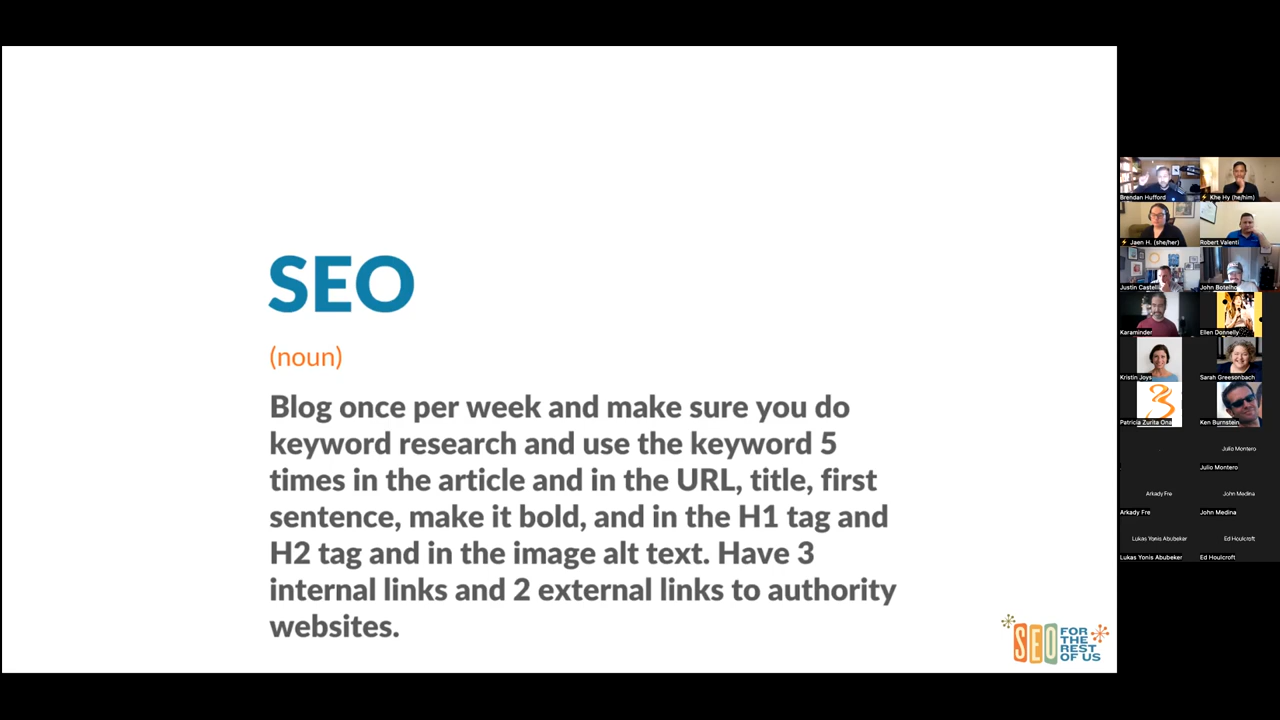 SEO
(noun)
Blog once per week and make sure you do
keyword research and use the keyword 5
times in the article and in the URL, title, first
sentence, make it bold, and in the H1 tag and
H2 tag and in the image alt text. Have 3
internal links and 2 external links to authority
websites.
SEO FOR
THE
REST
OF US
Brendan Hufford
Khe Hy (he/him)
Jaen H. (she/her)
Robert Valenti
Justin Castelli
John Botelho
Karaminder
Ellen Donnelly
Kristin Joys
Sarah Greesonbach
Patricia Zurita Ona
Ken Burnstein
Julio Montero
Julio Montero
Arkady Fre
John Medina
Arkady Fre
John Medina
Lukas Yonis Abubeker
Ed Houlcroft
Lukas Yonis Abubeker
Ed Houlcroft